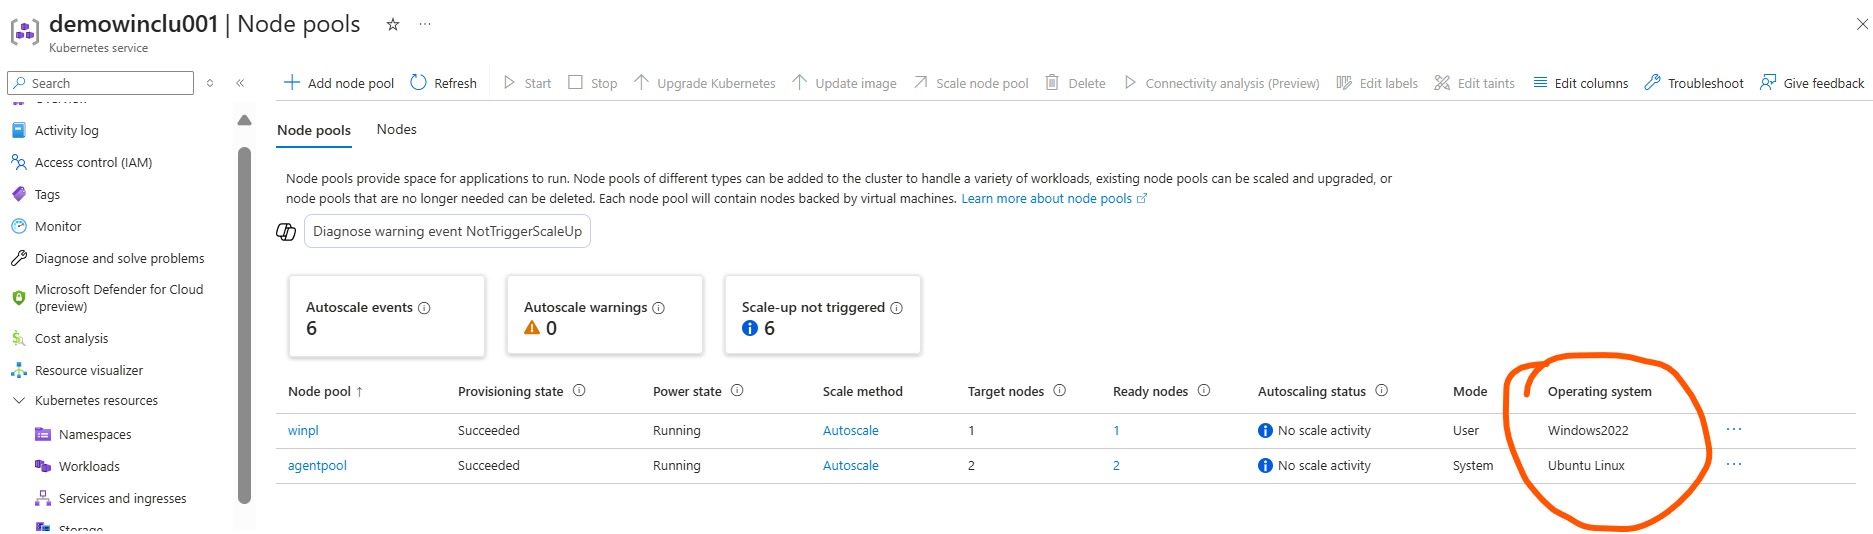 demowinclu001 | Node pools
Kubernetes service
Search
Add node pool
Refresh
Start
Stop
Upgrade Kubernetes
Update image
Scale node pool
Delete
Connectivity analysis (Preview)
Edit labels
Edit taints
Edit columns
Troubleshoot
Give feedback
Overview
Activity log
Access control (IAM)
Tags
Monitor
Diagnose and solve problems
Microsoft Defender for Cloud
(preview)
Cost analysis
Resource visualizer
Kubernetes resources
Namespaces
Workloads
Services and ingresses
Storage
Node pools Nodes
Node pools provide space for applications to run. Node pools of different types can be added to the cluster to handle a variety of workloads, existing node pools can be scaled and upgraded, or
node pools that are no longer needed can be deleted. Each node pool will contain nodes backed by virtual machines. Learn more about node pools
Diagnose warning event NotTriggerScaleUp
Autoscale events
6
Autoscale warnings
0
Scale-up not triggered
6
Node pool ↑ Provisioning state Power state Scale method Target nodes Ready nodes Autoscaling status Mode Operating system
winpl Succeeded Running Autoscale 1 1 No scale activity User Windows2022
agentpool Succeeded Running Autoscale 2 2 No scale activity System Ubuntu Linux